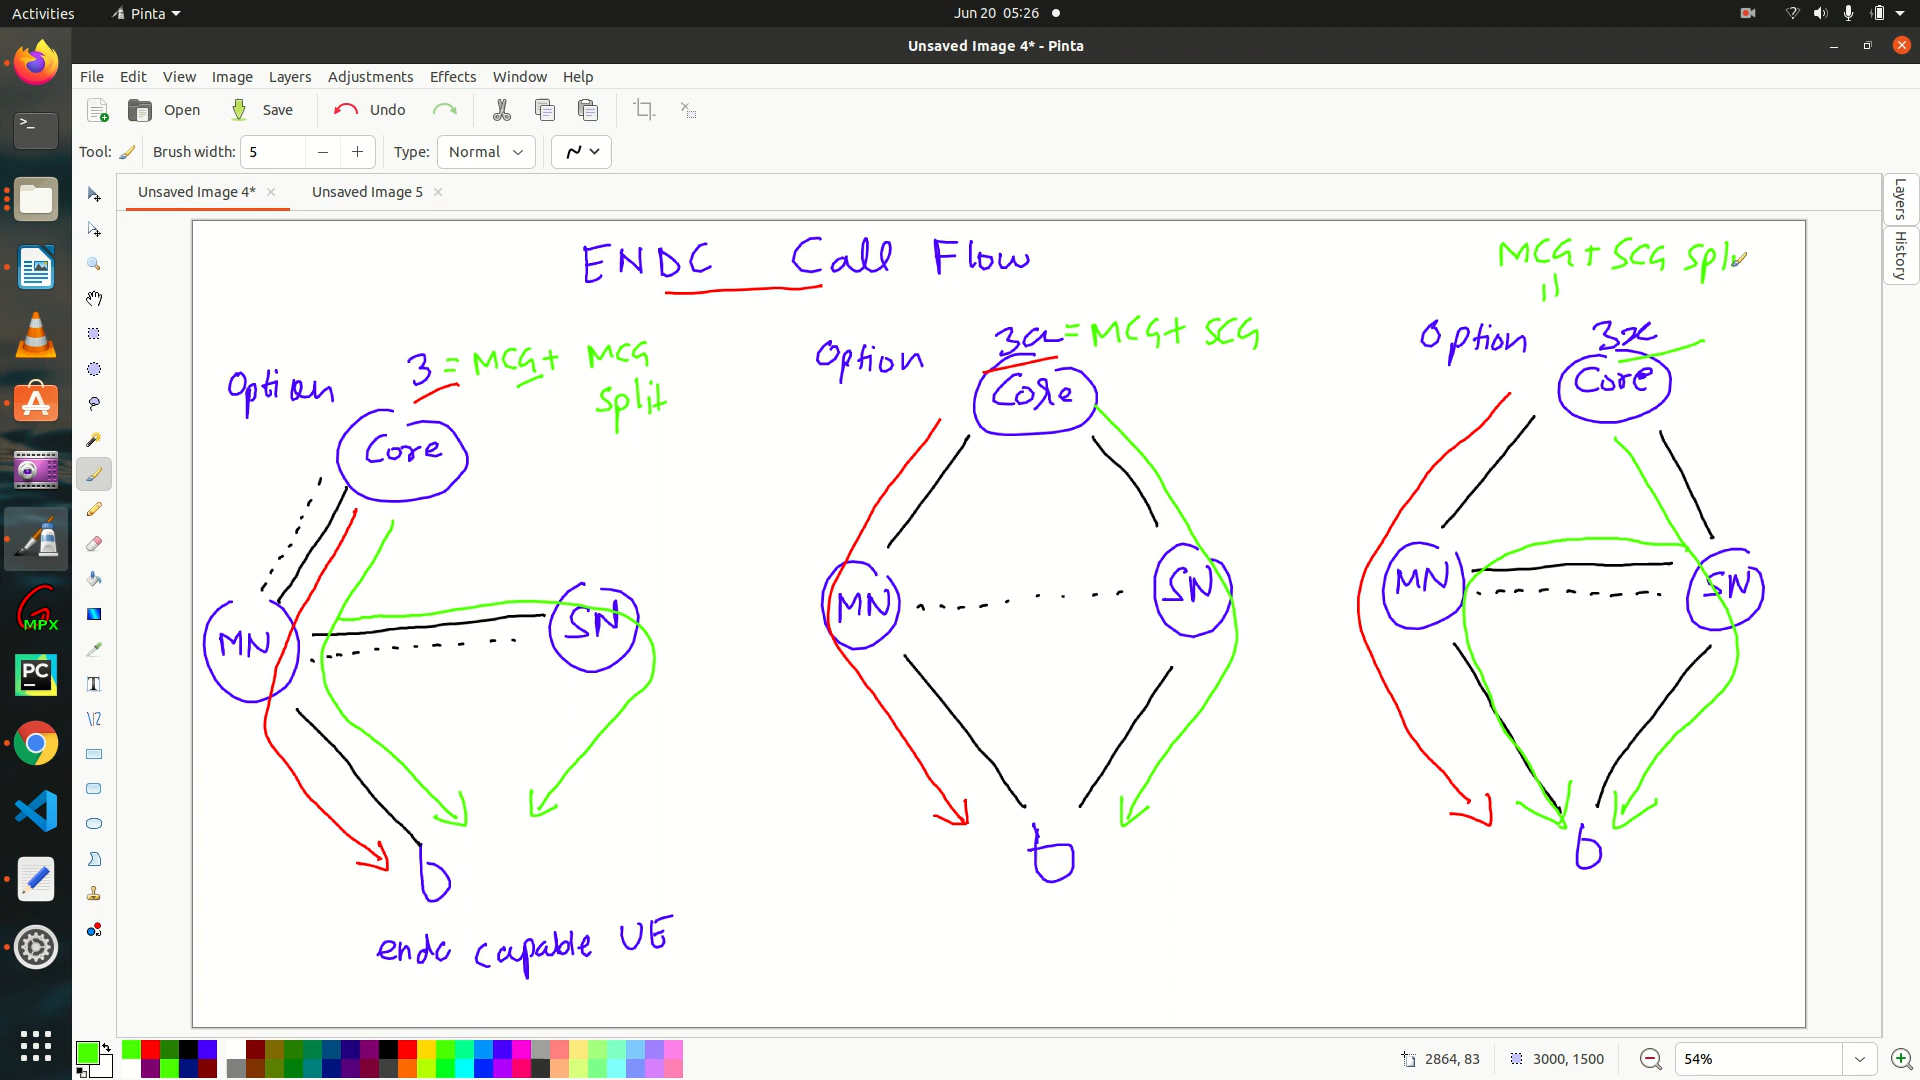 Activities
Pinta
Jun 20 05:26
Unsaved Image 4* - Pinta
File Edit View Image Layers Adjustments Effects Window Help
Open Save Undo
Tool: Brush width: 5 Type: Normal
Unsaved Image 4* Unsaved Image 5
Layers
History
ENDC Call Flow
MCG + SCG spli
Option 3 = MCG + MCG
split
Core
MN
SN
endc capable UE
Option 3a = MCG + SCG
Core
MN
SN
Option 3x
Core
MN
SN
MPX
PC
2864, 83
3000, 1500
54%